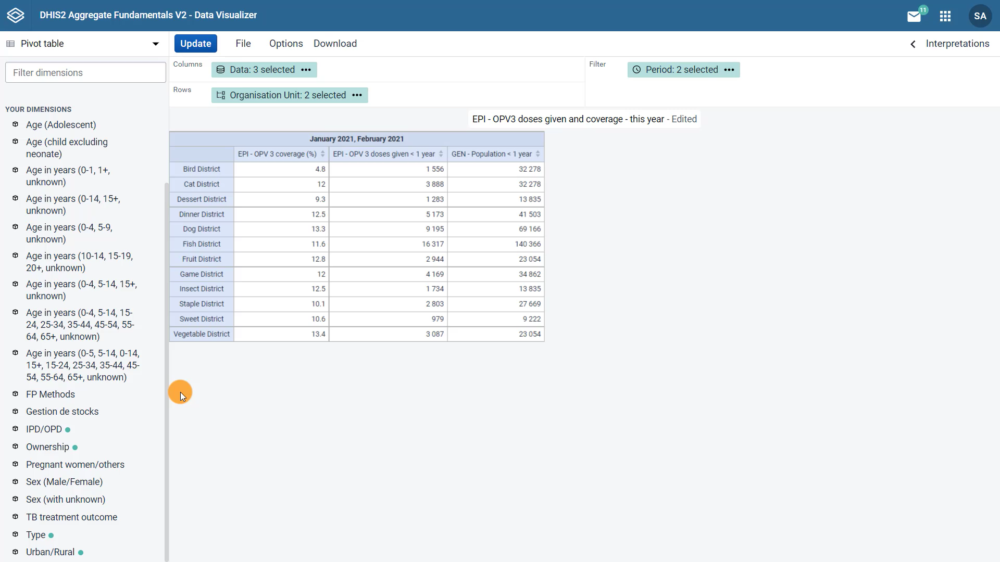 DHIS2 Aggregate Fundamentals V2 - Data Visualizer
11
SA
Pivot table
Update File Options Download
Interpretations
Filter dimensions
Columns
Data: 3 selected
Filter
Period: 2 selected
Rows
Organisation Unit: 2 selected
YOUR DIMENSIONS
Age (Adolescent)
Age (child excluding
neonate)
Age in years (0-1, 1+,
unknown)
Age in years (0-14, 15+,
unknown)
Age in years (0-4, 5-9,
unknown)
Age in years (10-14, 15-19,
20+, unknown)
Age in years (0-4, 5-14, 15+,
unknown)
Age in years (0-4, 5-14, 15-
24, 25-34, 35-44, 45-54, 55-
64, 65+, unknown)
Age in years (0-5, 5-14, 0-14,
15+, 15-24, 25-34, 35-44, 45-
54, 55-64, 65+, unknown)
FP Methods
Gestion de stocks
IPD/OPD
Ownership
Pregnant women/others
Sex (Male/Female)
Sex (with unknown)
TB treatment outcome
Type
Urban/Rural
EPI - OPV3 doses given and coverage - this year - Edited
January 2021, February 2021
EPI - OPV 3 coverage (%) EPI - OPV 3 doses given < 1 year GEN - Population < 1 year
Bird District 4.8 1 556 32 278
Cat District 12 3 888 32 278
Dessert District 9.3 1 283 13 835
Dinner District 12.5 5 173 41 503
Dog District 13.3 9 195 69 166
Fish District 11.6 16 317 140 366
Fruit District 12.8 2 944 23 054
Game District 12 4 169 34 862
Insect District 12.5 1 734 13 835
Staple District 10.1 2 803 27 669
Sweet District 10.6 979 9 222
Vegetable District 13.4 3 087 23 054